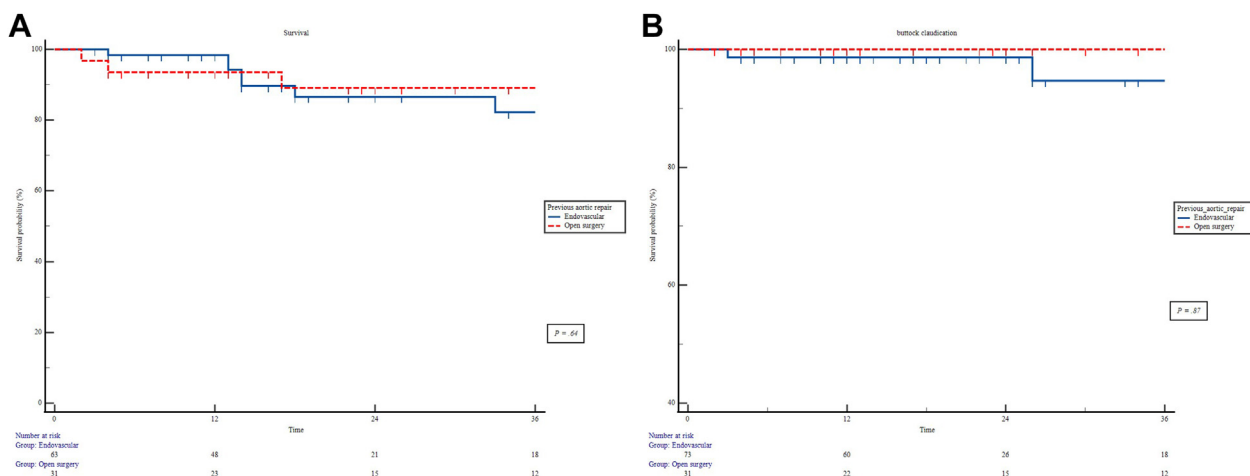 A
Survival
Survival probability (%)
100
80
60
40
20
0
0 12 24 36
Time
Previous aortic repair
Endovascular
Open surgery
P = .64
Number at risk
Group: Endovascular
63 48 21 18
Group: Open surgery
31 23 15 12
B
buttock claudication
Survival probability (%)
100
80
60
40
0 12 24 36
Time
Previous_aortic_repair
Endovascular
Open surgery
P = .87
Number at risk
Group: Endovascular
73 60 26 18
Group: Open surgery
31 22 15 12